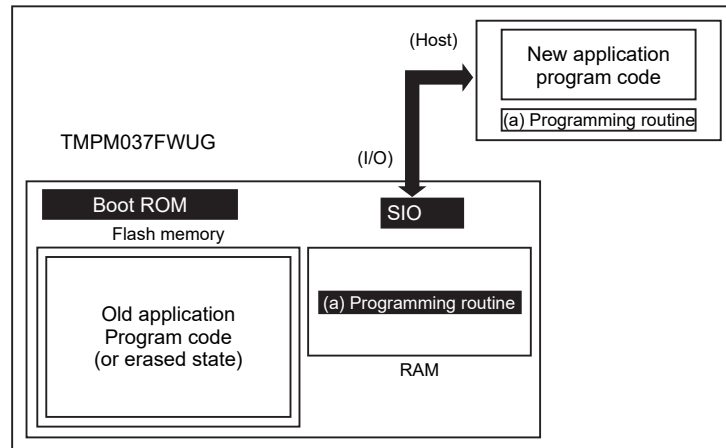 (Host)
New application
program code
(a) Programming routine
TMPM037FWUG
(I/O)
Boot ROM
SIO
Flash memory
(a) Programming routine
Old application
Program code
(or erased state)
RAM